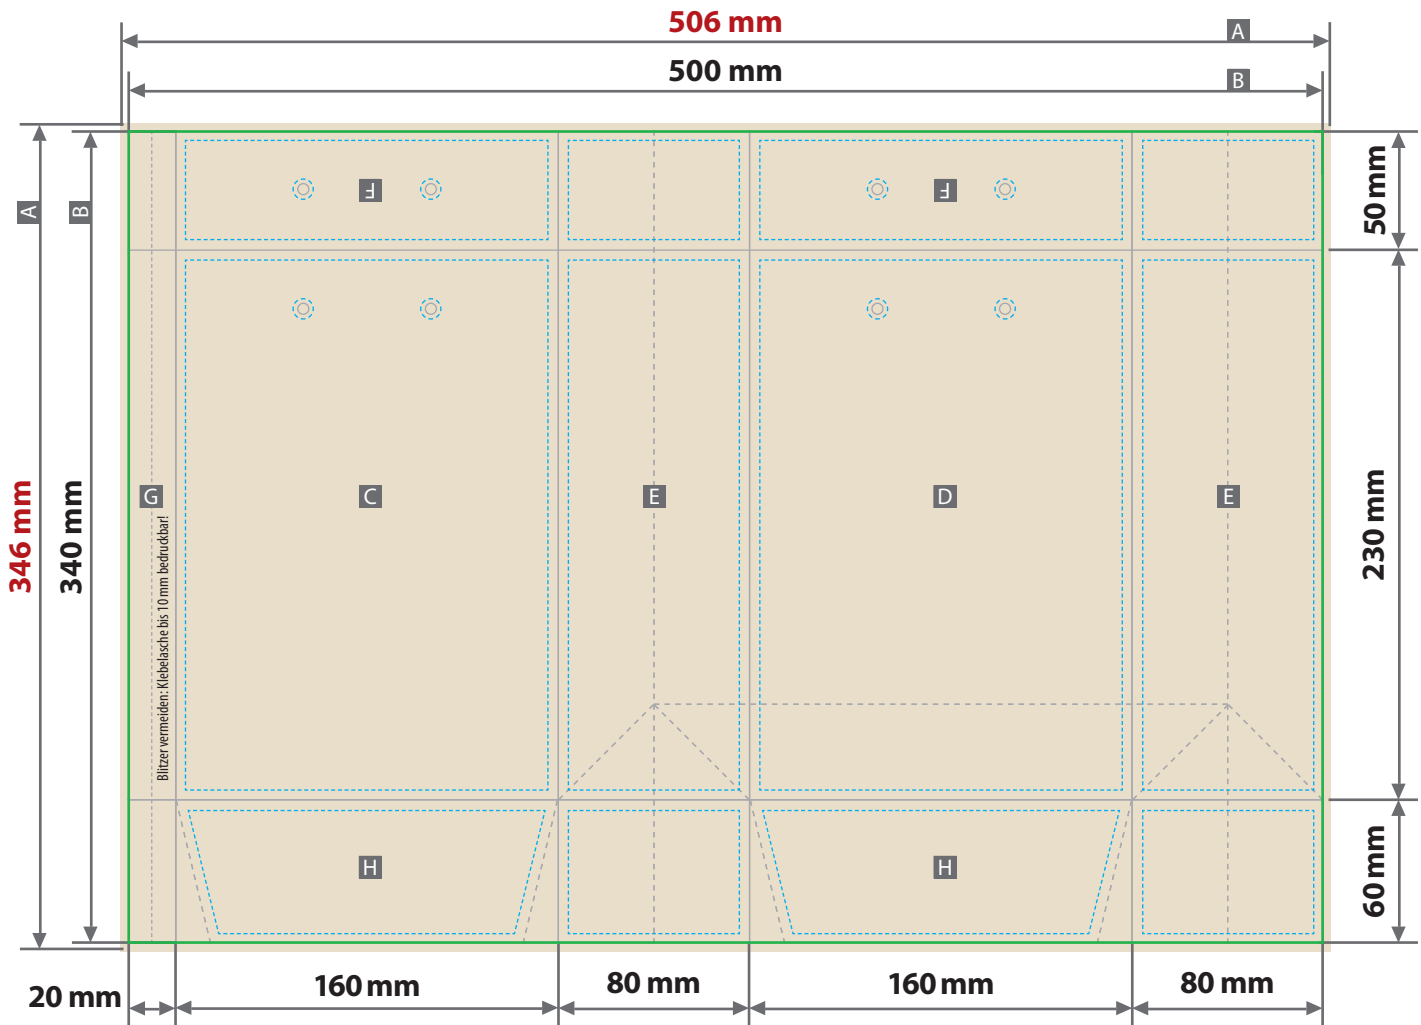 506 mm
A
500 mm
B
A
B
F
F
50 mm
G
C
E
D
E
346 mm
340 mm
230 mm
Blitzer vermeiden: Klebelasche bis 10 mm bedruckbar!
H
H
60 mm
20 mm
160 mm
80 mm
160 mm
80 mm